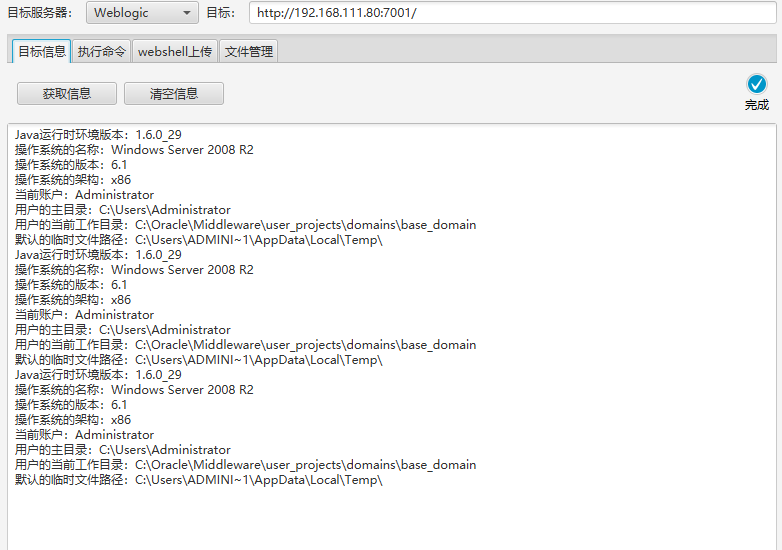 目标服务器： Weblogic 目标： http://192.168.111.80:7001/
目标信息 执行命令 webshell上传 文件管理
获取信息 清空信息
完成
Java运行时环境版本：1.6.0_29
操作系统的名称：Windows Server 2008 R2
操作系统的版本：6.1
操作系统的架构：x86
当前账户：Administrator
用户的主目录：C:\Users\Administrator
用户的当前工作目录：C:\Oracle\Middleware\user_projects\domains\base_domain
默认的临时文件路径：C:\Users\ADMINI~1\AppData\Local\Temp\
Java运行时环境版本：1.6.0_29
操作系统的名称：Windows Server 2008 R2
操作系统的版本：6.1
操作系统的架构：x86
当前账户：Administrator
用户的主目录：C:\Users\Administrator
用户的当前工作目录：C:\Oracle\Middleware\user_projects\domains\base_domain
默认的临时文件路径：C:\Users\ADMINI~1\AppData\Local\Temp\
Java运行时环境版本：1.6.0_29
操作系统的名称：Windows Server 2008 R2
操作系统的版本：6.1
操作系统的架构：x86
当前账户：Administrator
用户的主目录：C:\Users\Administrator
用户的当前工作目录：C:\Oracle\Middleware\user_projects\domains\base_domain
默认的临时文件路径：C:\Users\ADMINI~1\AppData\Local\Temp\